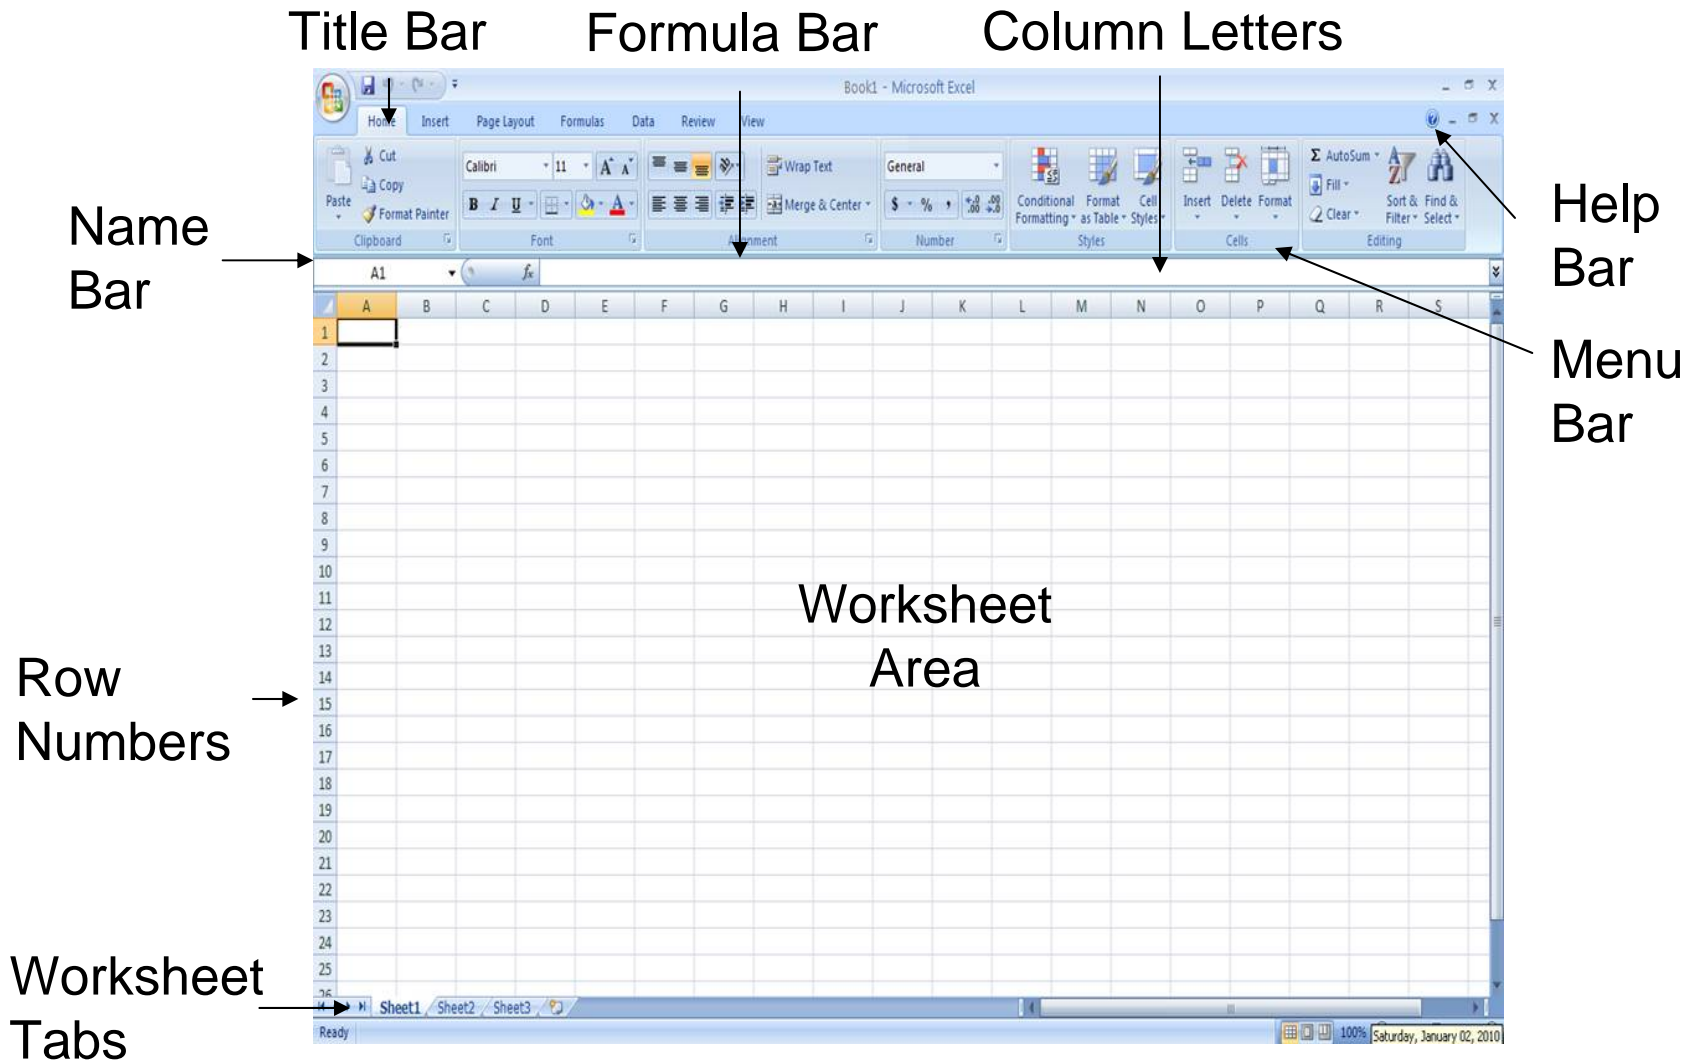 Title Bar
Formula Bar
Column Letters
Book1 - Microsoft Excel
Home Insert Page Layout Formulas Data Review View
Cut
Copy
Paste
Format Painter
Clipboard
Calibri 11 A A
B I U A
Font
Wrap Text
Merge & Center
Alignment
General
$ % , .0 .00 .00 .0
Number
Conditional Formatting
Format as Table
Cell Styles
Styles
Insert Delete Format
Cells
Σ AutoSum
Fill
Clear
A Z
Sort & Filter
Find & Select
Editing
Name
Bar
Help
Bar
Menu
Bar
A1 fx
A B C D E F G H I J K L M N O P Q R S
1
2
3
4
5
6
7
8
9
10
11
12
13
14
15
16
17
18
19
20
21
22
23
24
25
26
Worksheet
Area
Row
Numbers
Worksheet
Tabs
Sheet1 Sheet2 Sheet3
Ready
100%
Saturday, January 02, 2010